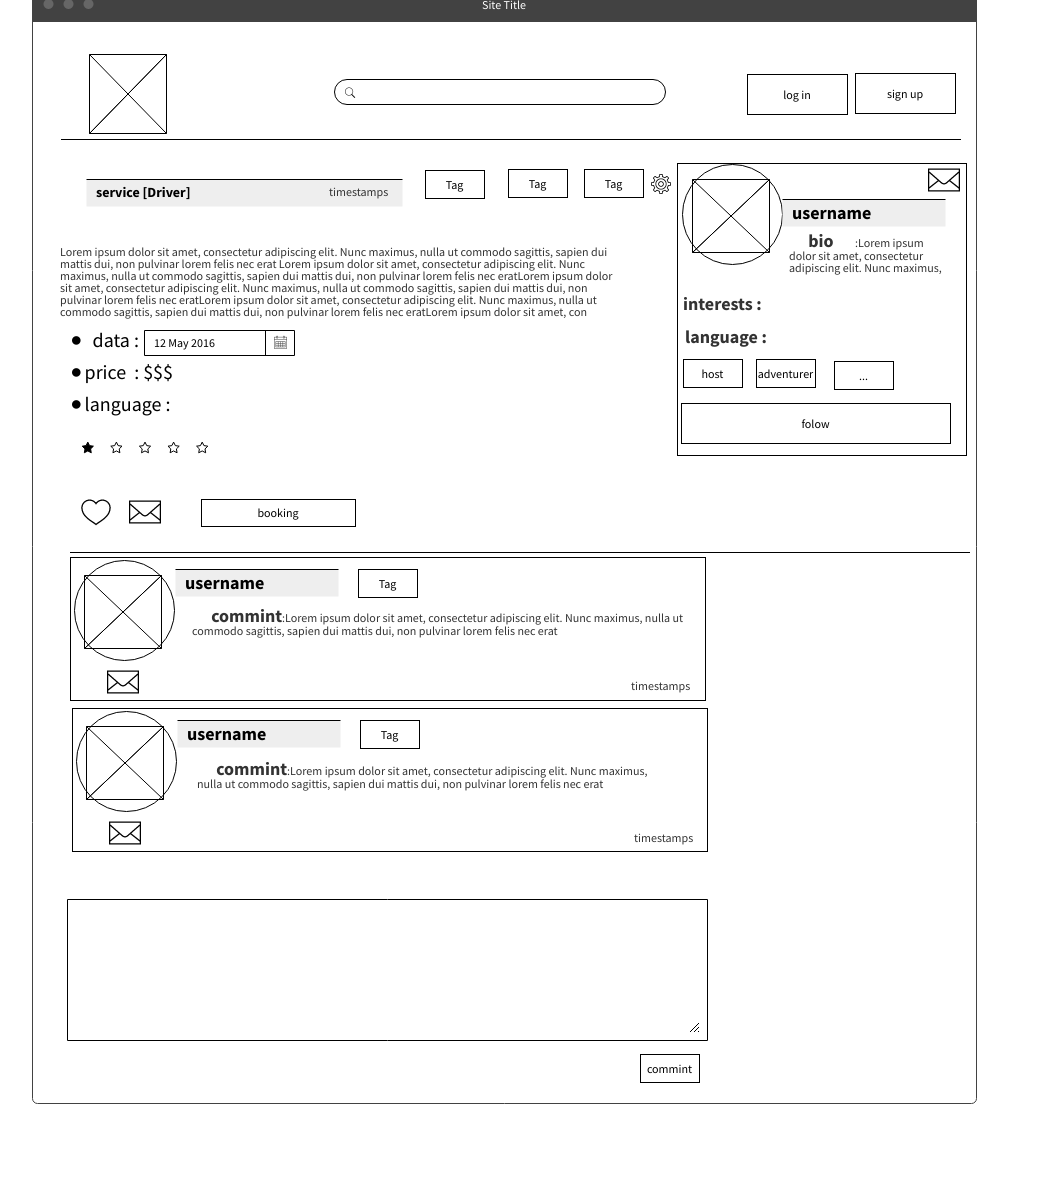 Site Title
log in
sign up
service [Driver]
timestamps
Tag
Tag
Tag
username
bio :Lorem ipsum
dolor sit amet, consectetur
adipiscing elit. Nunc maximus,
interests :
language :
host
adventurer
...
folow
Lorem ipsum dolor sit amet, consectetur adipiscing elit. Nunc maximus, nulla ut commodo sagittis, sapien dui
mattis dui, non pulvinar lorem felis nec erat Lorem ipsum dolor sit amet, consectetur adipiscing elit. Nunc
maximus, nulla ut commodo sagittis, sapien dui mattis dui, non pulvinar lorem felis nec eratLorem ipsum dolor
sit amet, consectetur adipiscing elit. Nunc maximus, nulla ut commodo sagittis, sapien dui mattis dui, non
pulvinar lorem felis nec eratLorem ipsum dolor sit amet, consectetur adipiscing elit. Nunc maximus, nulla ut
commodo sagittis, sapien dui mattis dui, non pulvinar lorem felis nec eratLorem ipsum dolor sit amet, con
data : 12 May 2016
price : $$$
language :
booking
username
Tag
commint:Lorem ipsum dolor sit amet, consectetur adipiscing elit. Nunc maximus, nulla ut
commodo sagittis, sapien dui mattis dui, non pulvinar lorem felis nec erat
timestamps
username
Tag
commint:Lorem ipsum dolor sit amet, consectetur adipiscing elit. Nunc maximus,
nulla ut commodo sagittis, sapien dui mattis dui, non pulvinar lorem felis nec erat
timestamps
commint